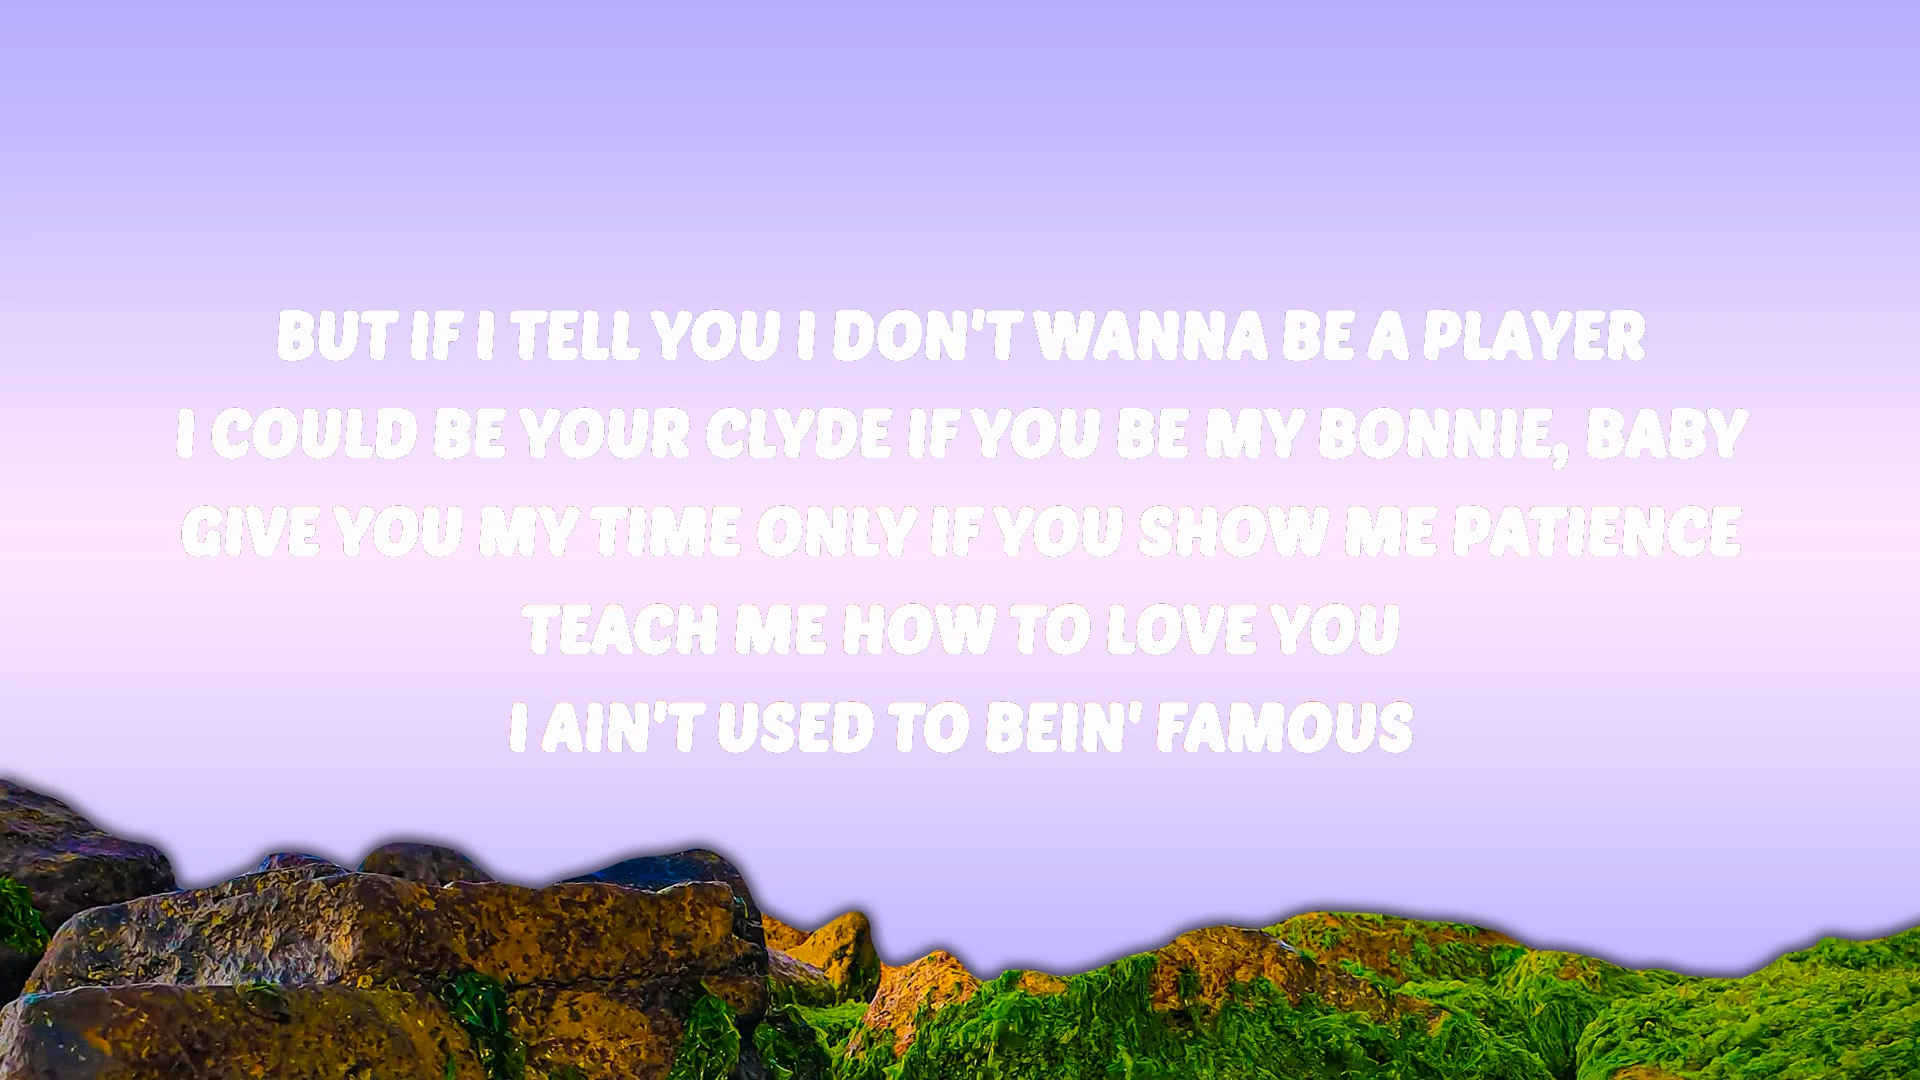 BUT IF I TELL YOU I DON'T WANNA BE A PLAYER
I COULD BE YOUR CLYDE IF YOU BE MY BONNIE, BABY
GIVE YOU MY TIME ONLY IF YOU SHOW ME PATIENCE
TEACH ME HOW TO LOVE YOU
I AIN'T USED TO BEIN' FAMOUS